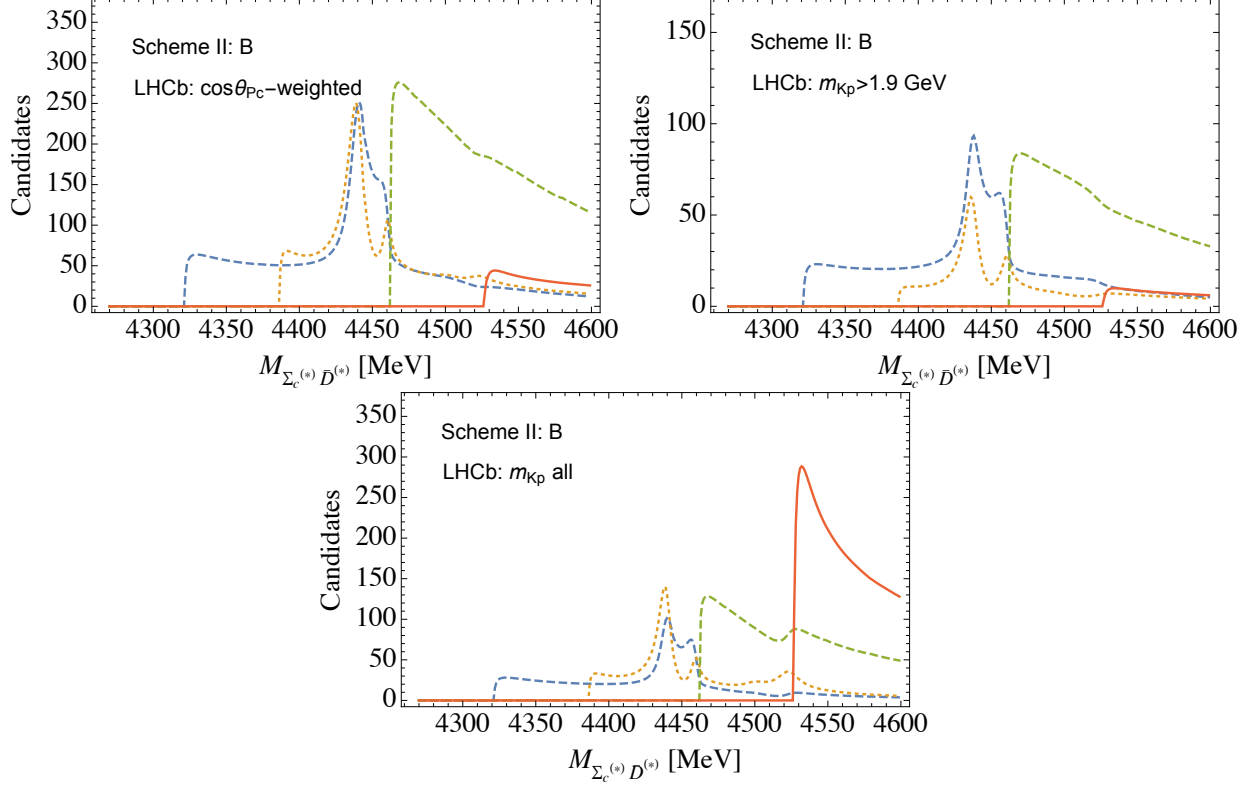 350
300
250
200
150
100
50
0
Candidates
Scheme II: B
LHCb: cosθPc−weighted
4300 4350 4400 4450 4500 4550 4600
MΣc(*) D̄(*) [MeV]
150
100
50
0
Candidates
Scheme II: B
LHCb: mKp>1.9 GeV
4300 4350 4400 4450 4500 4550 4600
MΣc(*) D̄(*) [MeV]
350
300
250
200
150
100
50
0
Candidates
Scheme II: B
LHCb: mKp all
4300 4350 4400 4450 4500 4550 4600
MΣc(*) D̄(*) [MeV]